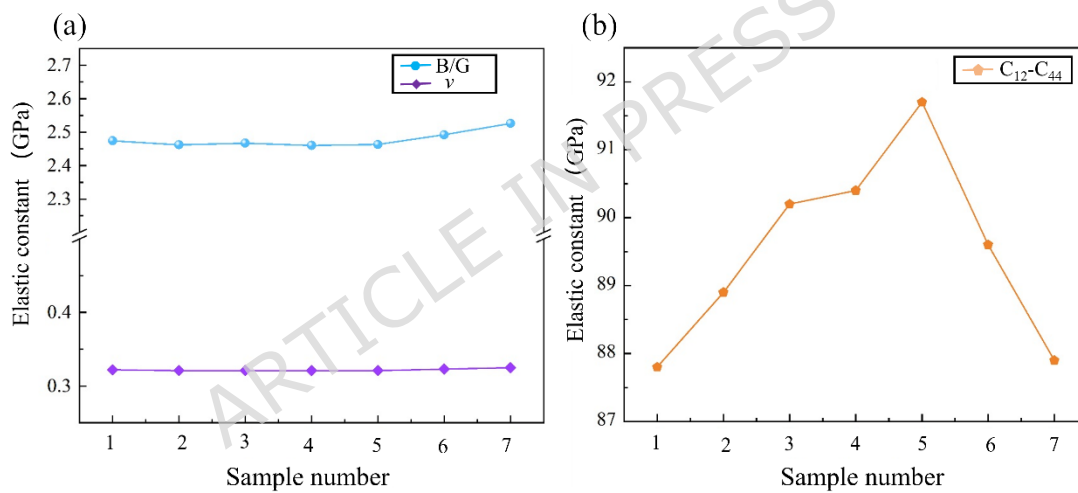 (a)
B/G
v
Elastic constant (GPa)
2.7
2.6
2.5
2.4
2.3
0.4
0.3
1 2 3 4 5 6 7
Sample number
(b)
C₁₂-C₄₄
Elastic constant (GPa)
92
91
90
89
88
87
1 2 3 4 5 6 7
Sample number
ARTICLE IN PRESS